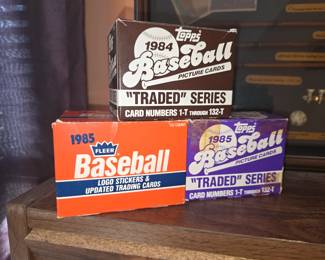 Topps
1984
Baseball
PICTURE CARDS
"TRADED" SERIES
CARD NUMBERS 1-T THROUGH 132-T
1985
FLEER
Baseball
LOGO STICKERS &
UPDATED TRADING CARDS
Topps
1985
Baseball
PICTURE CARDS
"TRADED" SERIES
CARD NUMBERS 1-T THROUGH 132-T